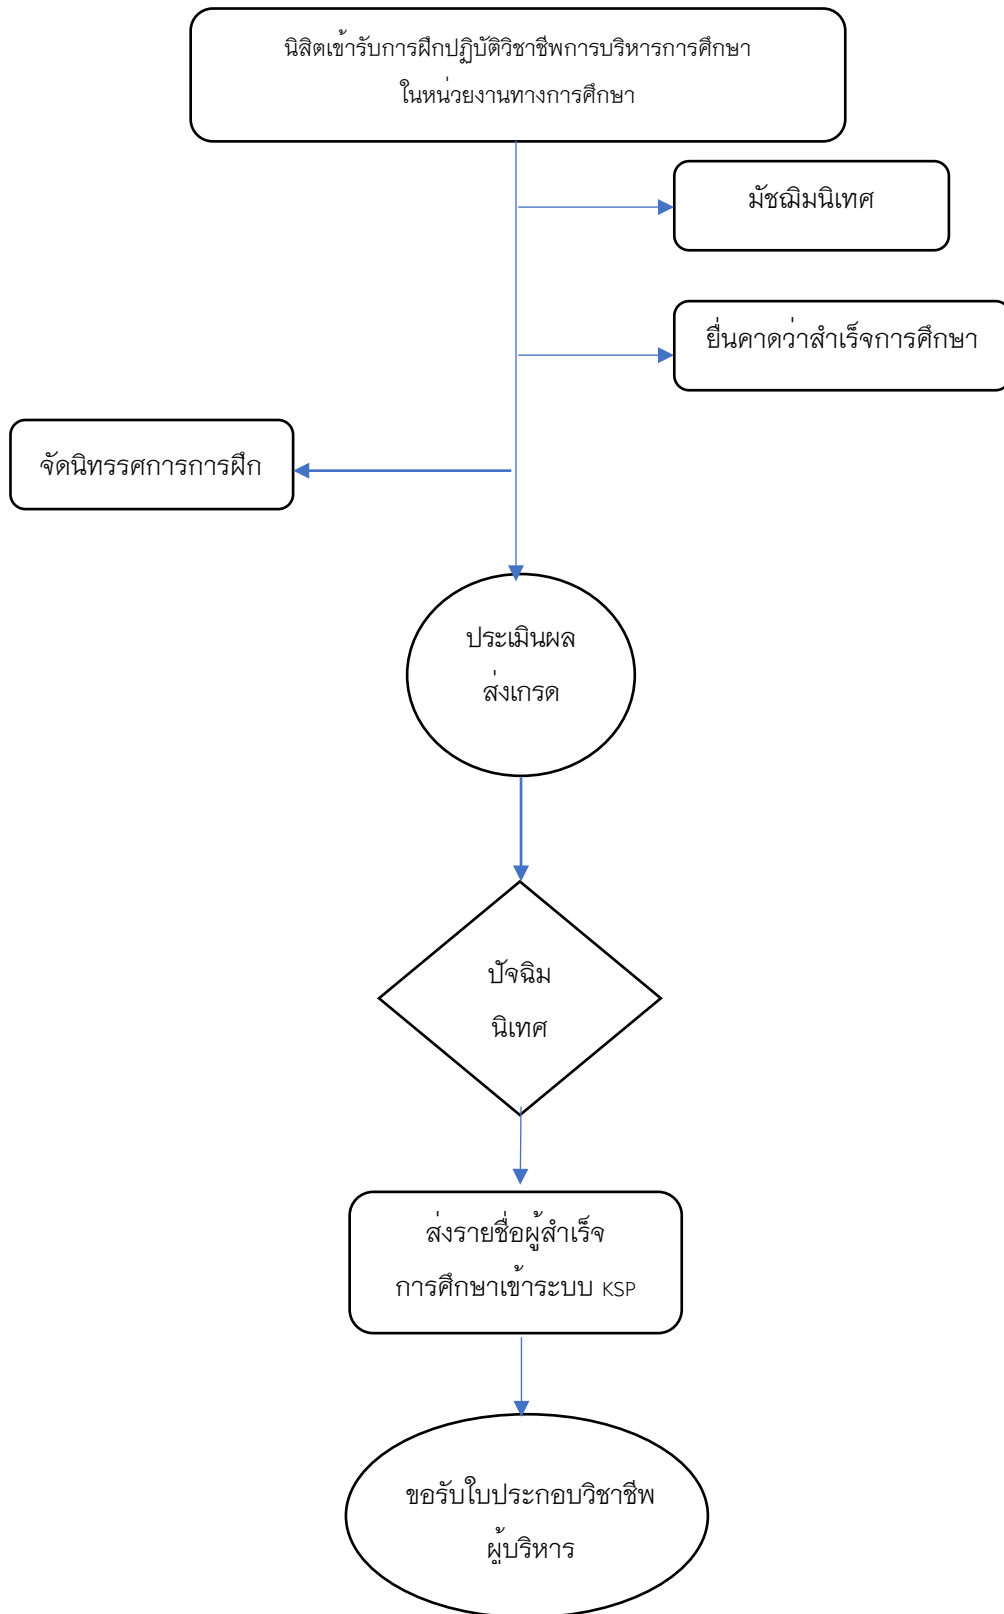 นิสิตเข้ารับการฝึกปฏิบัติวิชาชีพการบริหารการศึกษา
ในหน่วยงานทางการศึกษา
มัชฌิมนิเทศ
ยื่นคาดว่าสำเร็จการศึกษา
จัดนิทรรศการการฝึก
ประเมินผล
ส่งเกรด
ปัจฉิม
นิเทศ
ส่งรายชื่อผู้สำเร็จ
การศึกษาเข้าระบบ KSP
ขอรับใบประกอบวิชาชีพ
ผู้บริหาร